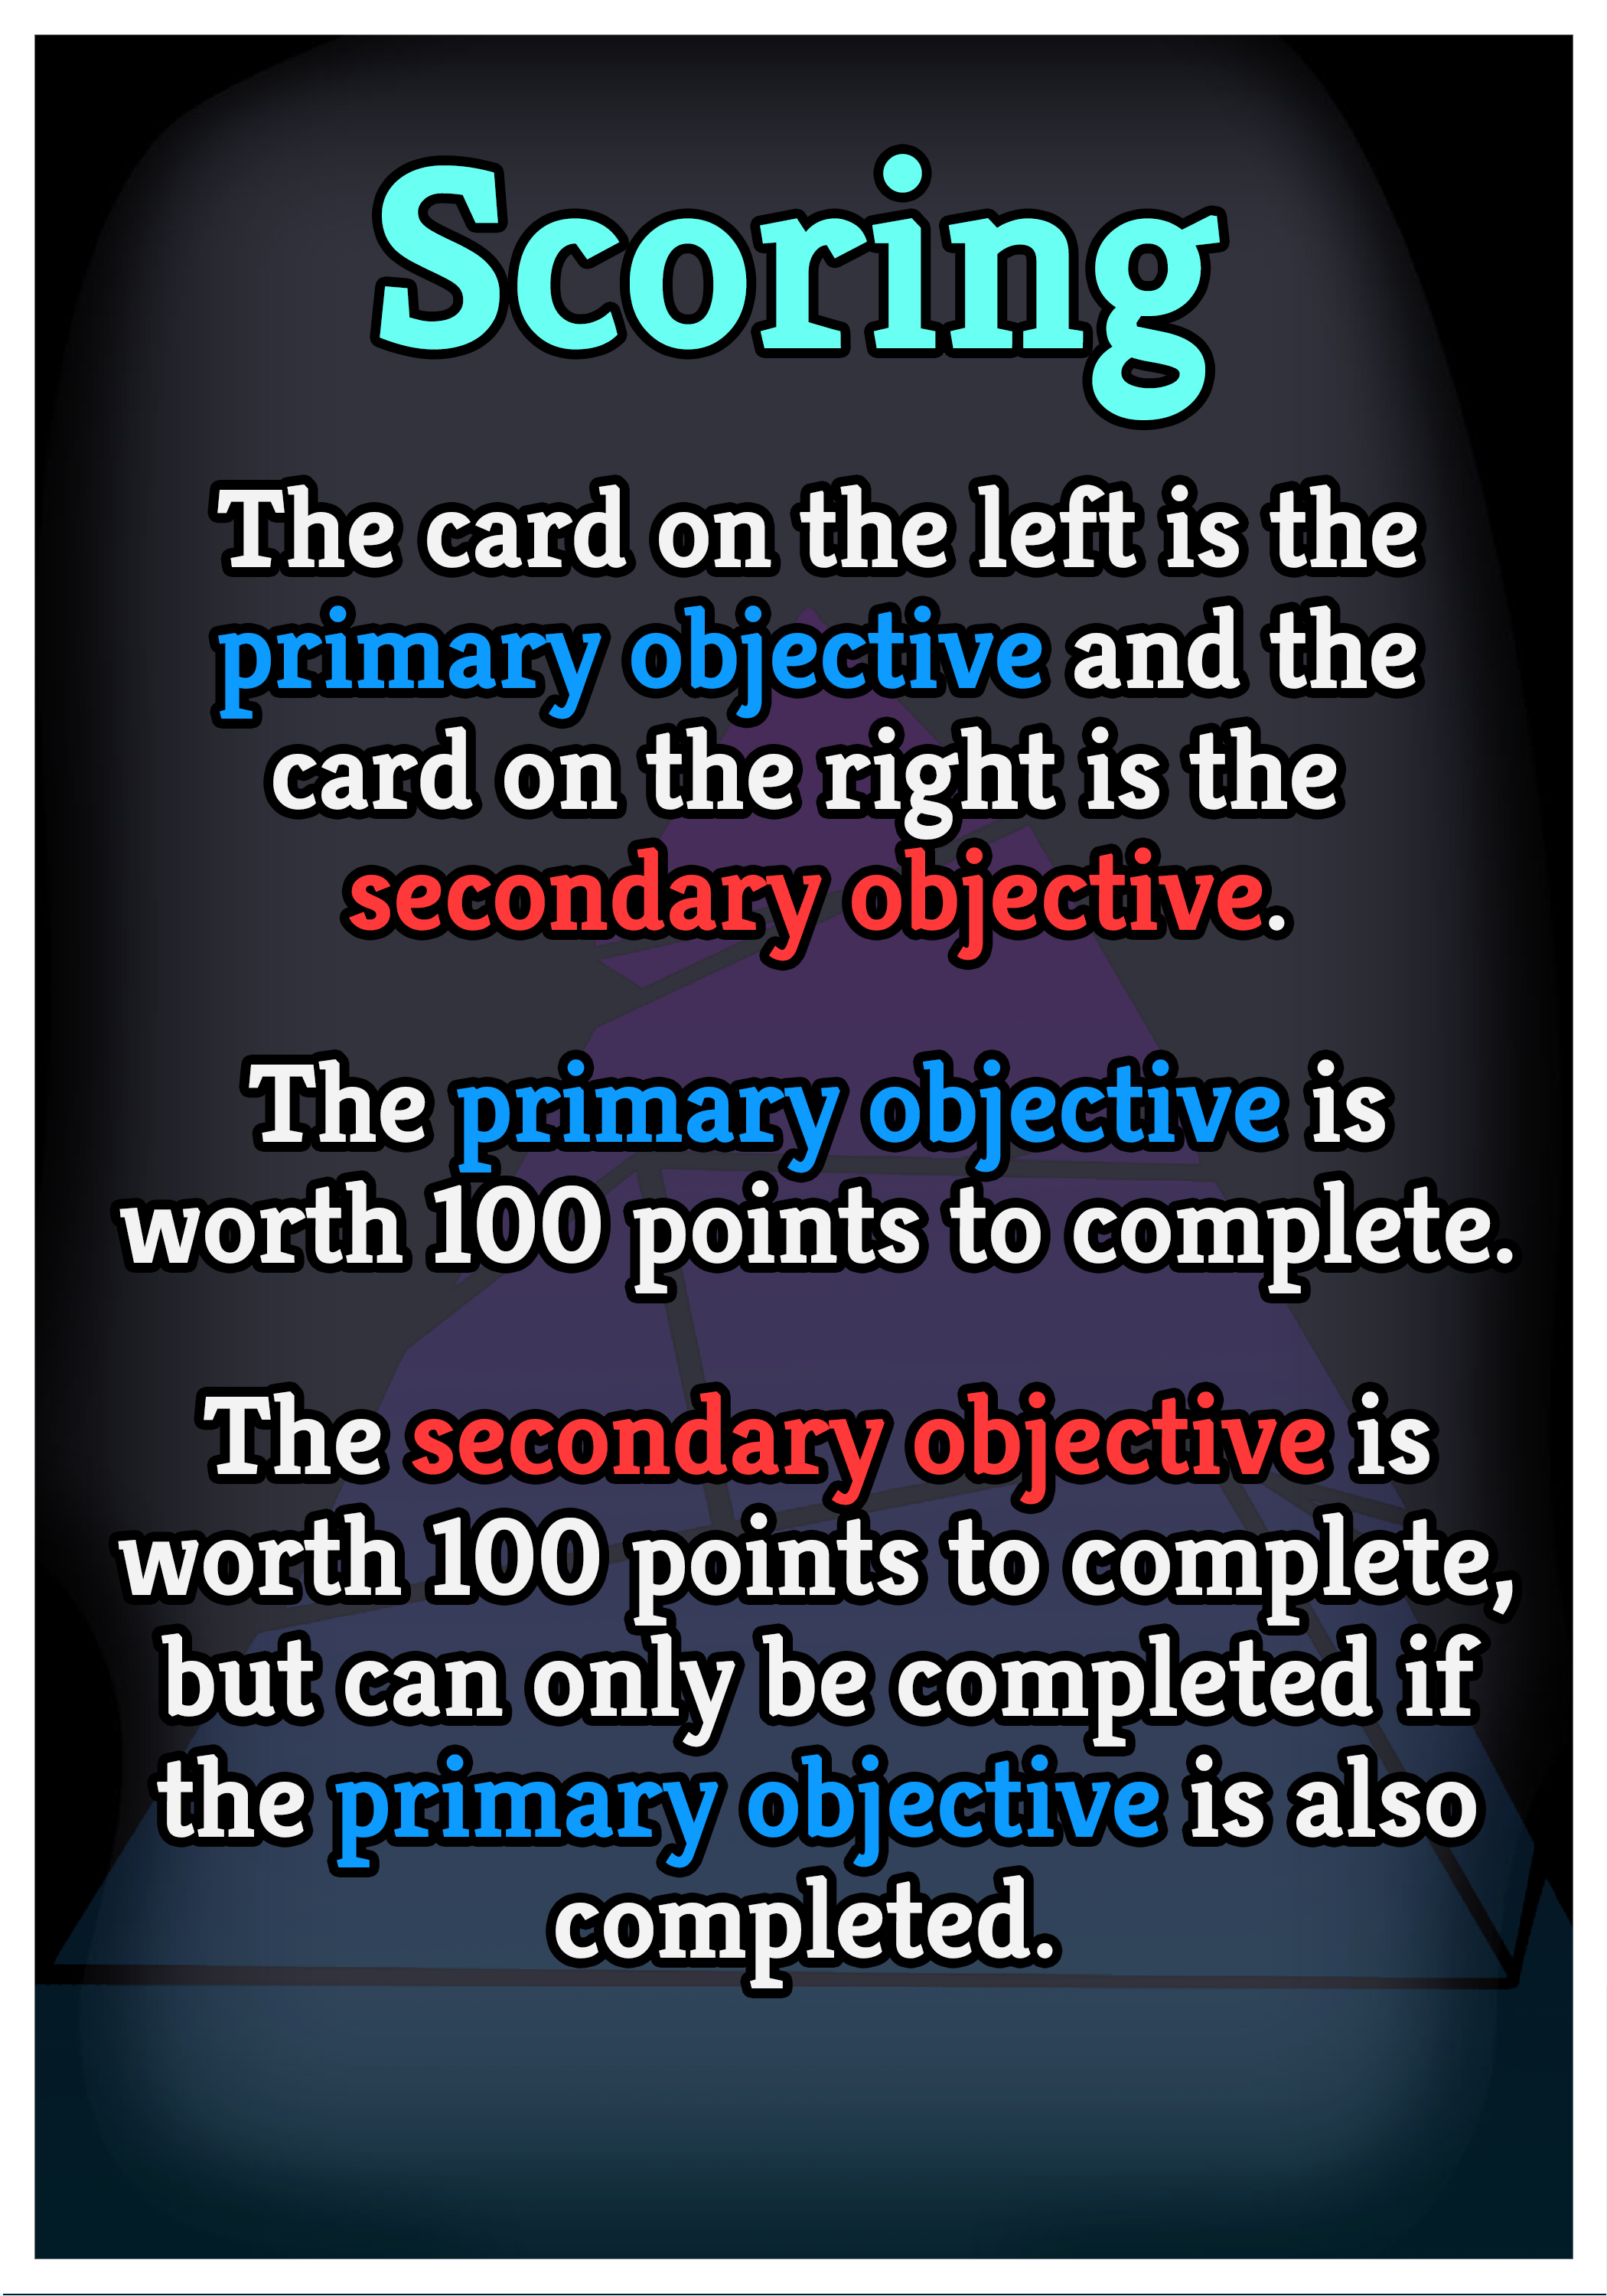 Scoring
The card on the left is the
primary objective and the
card on the right is the
secondary objective.
The primary objective is
worth 100 points to complete.
The secondary objective is
worth 100 points to complete,
but can only be completed if
the primary objective is also
completed.